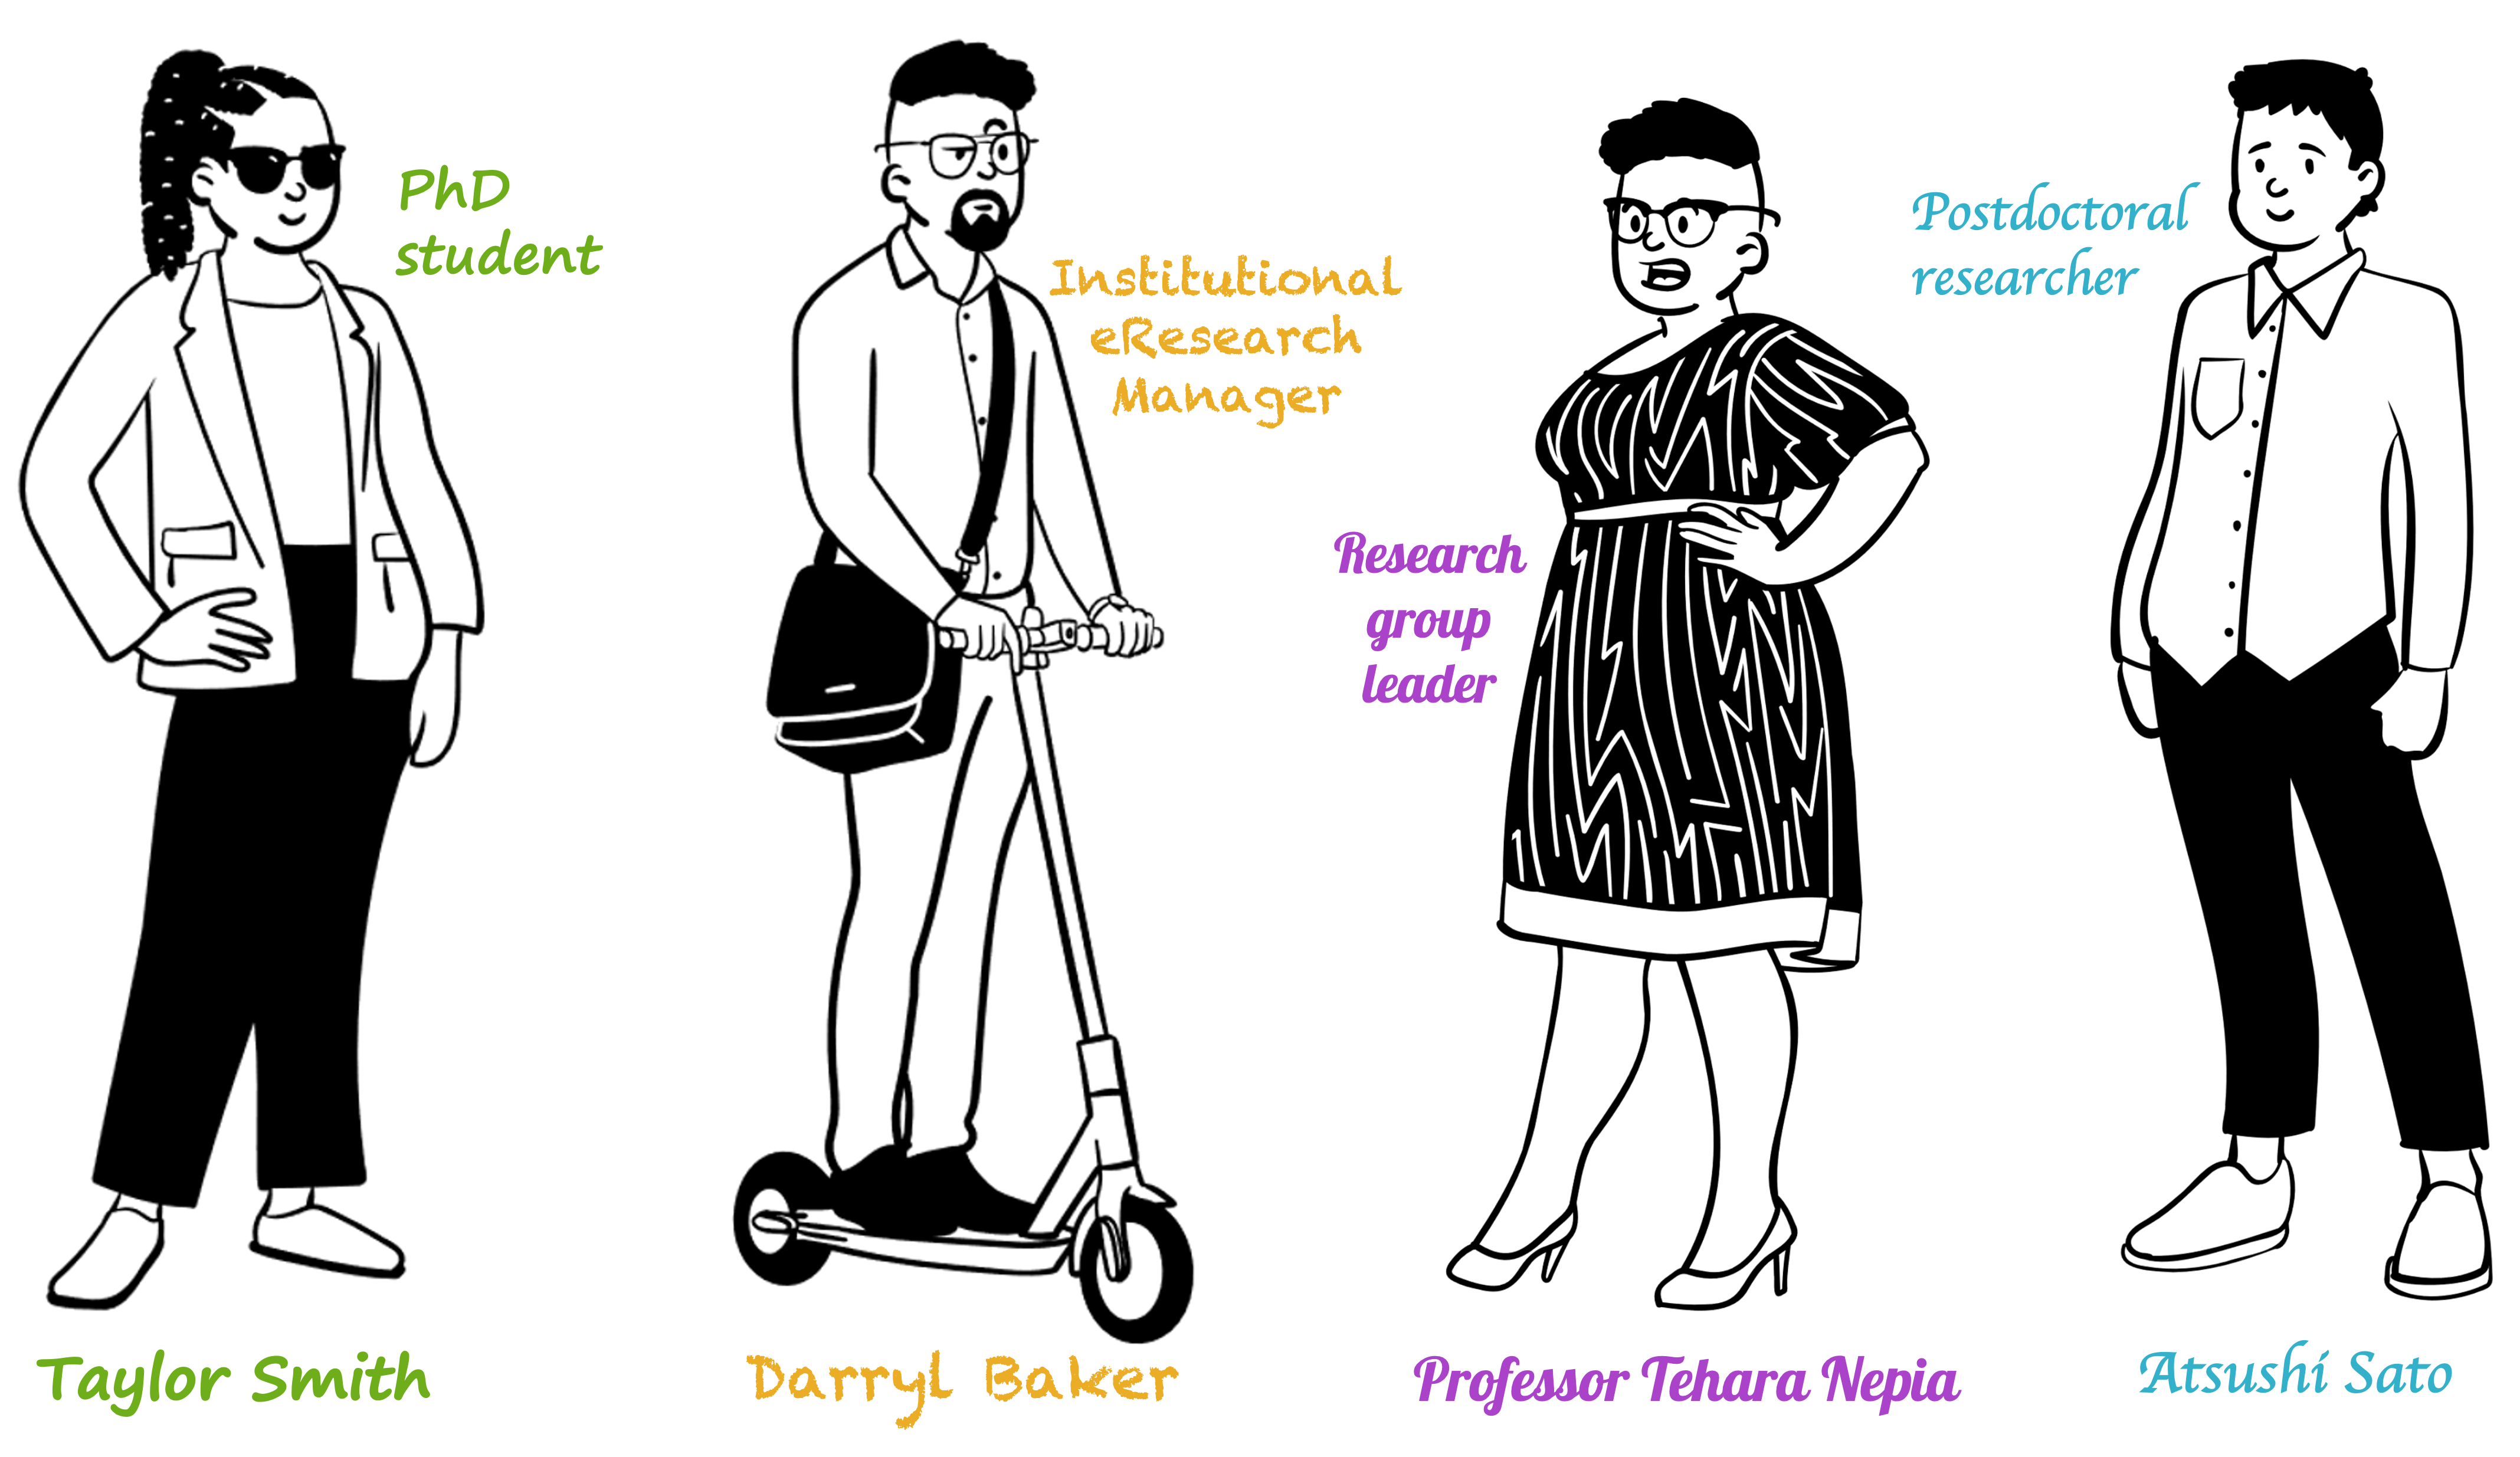 PhD
student
Institutional
eResearch
Manager
Research
group
leader
Postdoctoral
researcher
Taylor Smith
Darryl Baker
Professor Tehara Nepia
Atsushi Sato